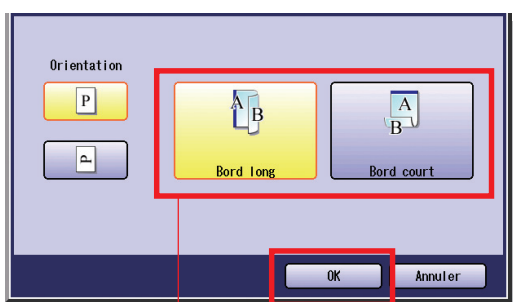 Orientation
P
A B
A
B
Bord long
Bord court
P
OK
Annuler